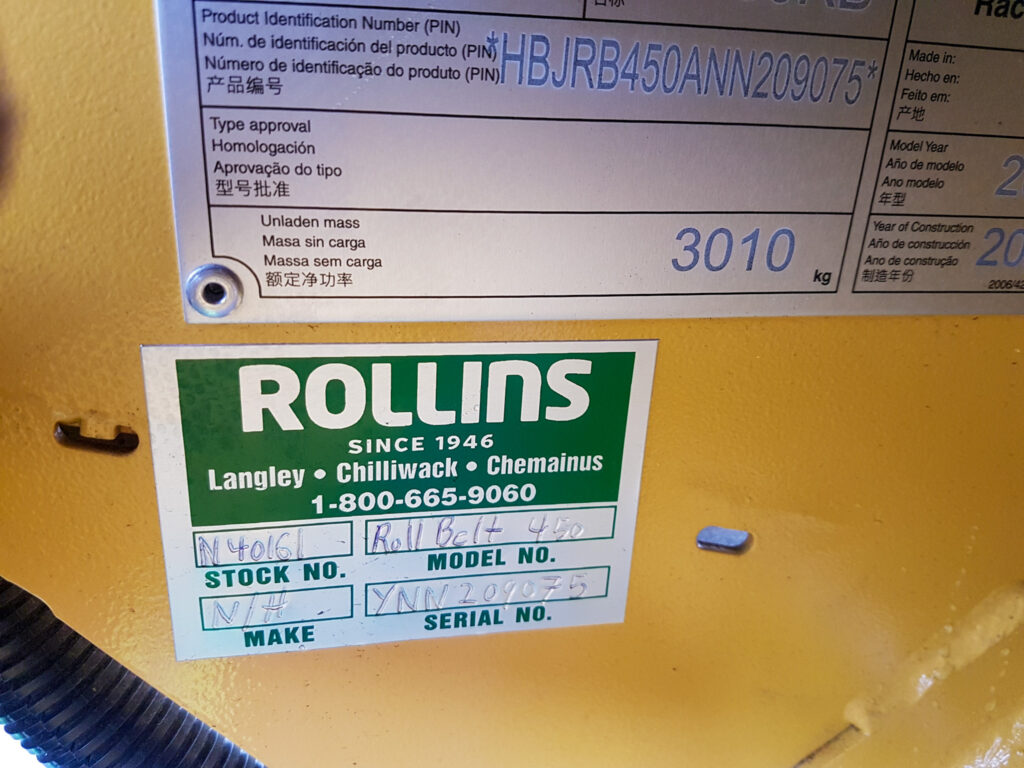 Product Identification Number (PIN)
Núm. de identificación del producto (PIN)
Número de identificação do produto (PIN)
产品编号
*HBJRB450ANN209075*
Made in:
Hecho en:
Feito em:
产地
Type approval
Homologación
Aprovação do tipo
型号批准
Model Year
Año de modelo
Ano modelo
年型
2
Unladen mass
Masa sin carga
Massa sem carga
额定净功率
3010
kg
Year of Construction
Año de construcción
Ano de construção
制造年份
20
2006/42
ROLLINS
SINCE 1946
Langley • Chilliwack • Chemainus
1-800-665-9060
N40161
Roll Belt 450
STOCK NO.
MODEL NO.
N/H
YNN209075
MAKE
SERIAL NO.